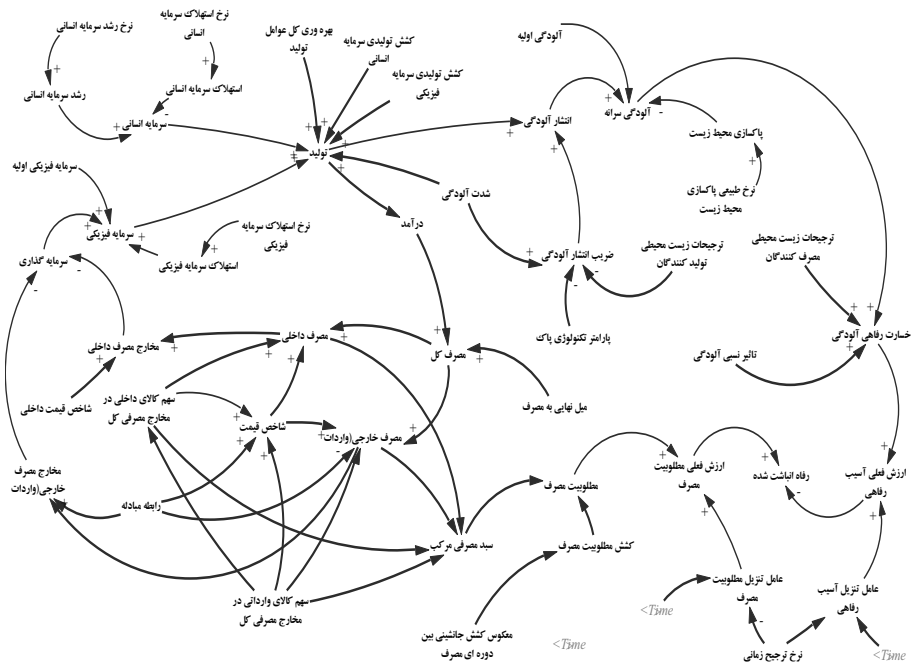 نرخ رشد سرمایه انسانی
نرخ استهلاک سرمایه
انسانی
رشد سرمایه انسانی
استهلاک سرمایه انسانی
سرمایه انسانی
بهره وری کل عوامل
تولید
کشش تولیدی سرمایه
انسانی
کشش تولیدی سرمایه
فیزیکی
تولید
آلودگی اولیه
انتشار آلودگی
آلودگی سرانه
پاکسازی محیط زیست
نرخ طبیعی پاکسازی
محیط زیست
سرمایه فیزیکی اولیه
سرمایه فیزیکی
نرخ استهلاک سرمایه
فیزیکی
استهلاک سرمایه فیزیکی
سرمایه گذاری
شدت آلودگی
درآمد
ضریب انتشار آلودگی
ترجیحات زیست محیطی
تولید کنندگان
ترجیحات زیست محیطی
مصرف کنندگان
پارامتر تکنولوژی پاک
خسارت رفاهی آلودگی
تاثیر نسبی آلودگی
مخارج مصرف داخلی
مصرف داخلی
مصرف کل
میل نهایی به مصرف
شاخص قیمت داخلی
سهم کالای داخلی در
مخارج مصرفی کل
شاخص قیمت
مصرف خارجی(واردات
مخارج مصرف
خارجی(واردات
رابطه مبادله
سبد مصرفی مرکب
سهم کالای وارداتی در
مخارج مصرفی کل
مطلوبیت مصرف
کشش مطلوبیت مصرف
معکوس کشش جانشینی بین
دوره ای مصرف
ارزش فعلی مطلوبیت
مصرف
رفاه انباشت شده
ارزش فعلی آسیب
رفاهی
عامل تنزیل مطلوبیت
مصرف
عامل تنزیل آسیب
رفاهی
نرخ ترجیح زمانی
<Time
<Time
<Time